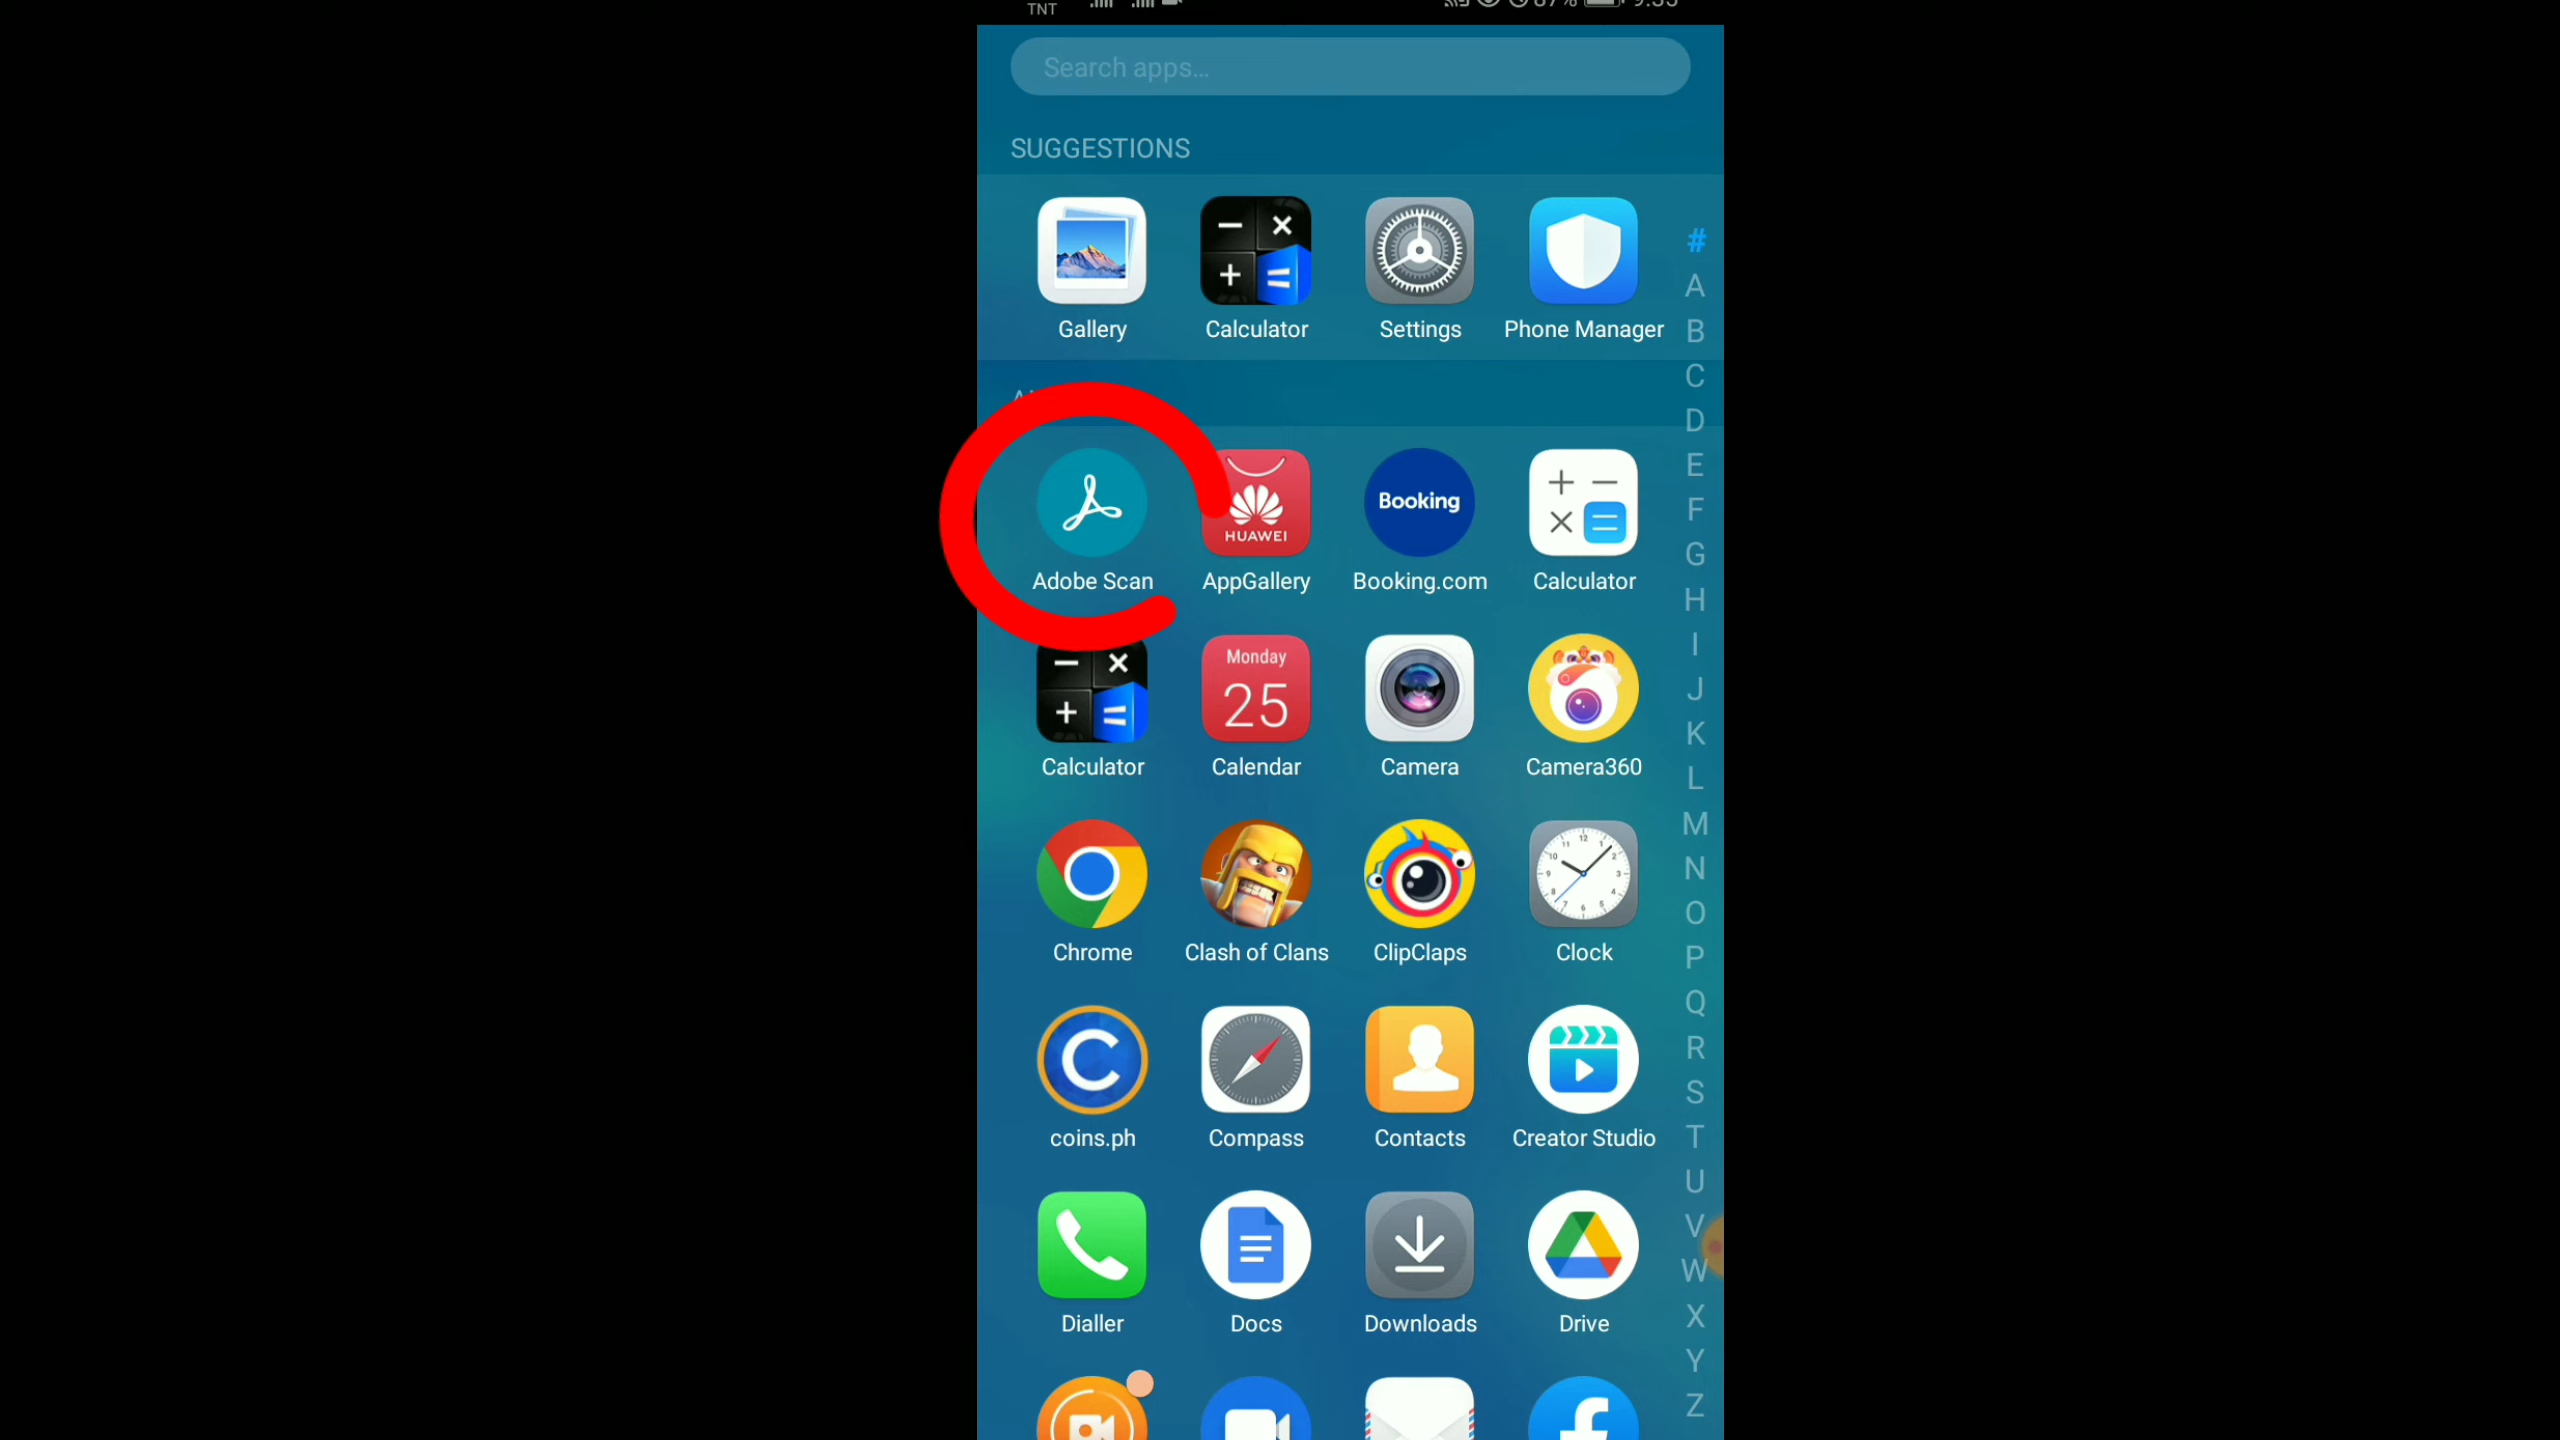 TNT
Search apps...
SUGGESTIONS
Gallery
Calculator
Settings
Phone Manager
HUAWEI
Booking
Adobe Scan
AppGallery
Booking.com
Calculator
Monday
25
Calculator
Calendar
Camera
Camera360
Chrome
Clash of Clans
ClipClaps
Clock
coins.ph
Compass
Contacts
Creator Studio
Dialler
Docs
Downloads
Drive
#
A
B
C
D
E
F
G
H
I
J
K
L
M
N
O
P
Q
R
S
T
U
V
W
X
Y
Z